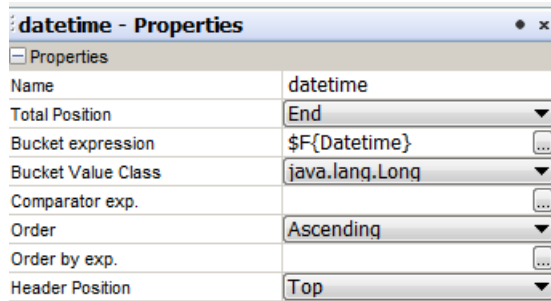 datetime - Properties
Properties
Name datetime
Total Position End
Bucket expression $F{Datetime} ...
Bucket Value Class java.lang.Long
Comparator exp. ...
Order Ascending
Order by exp. ...
Header Position Top